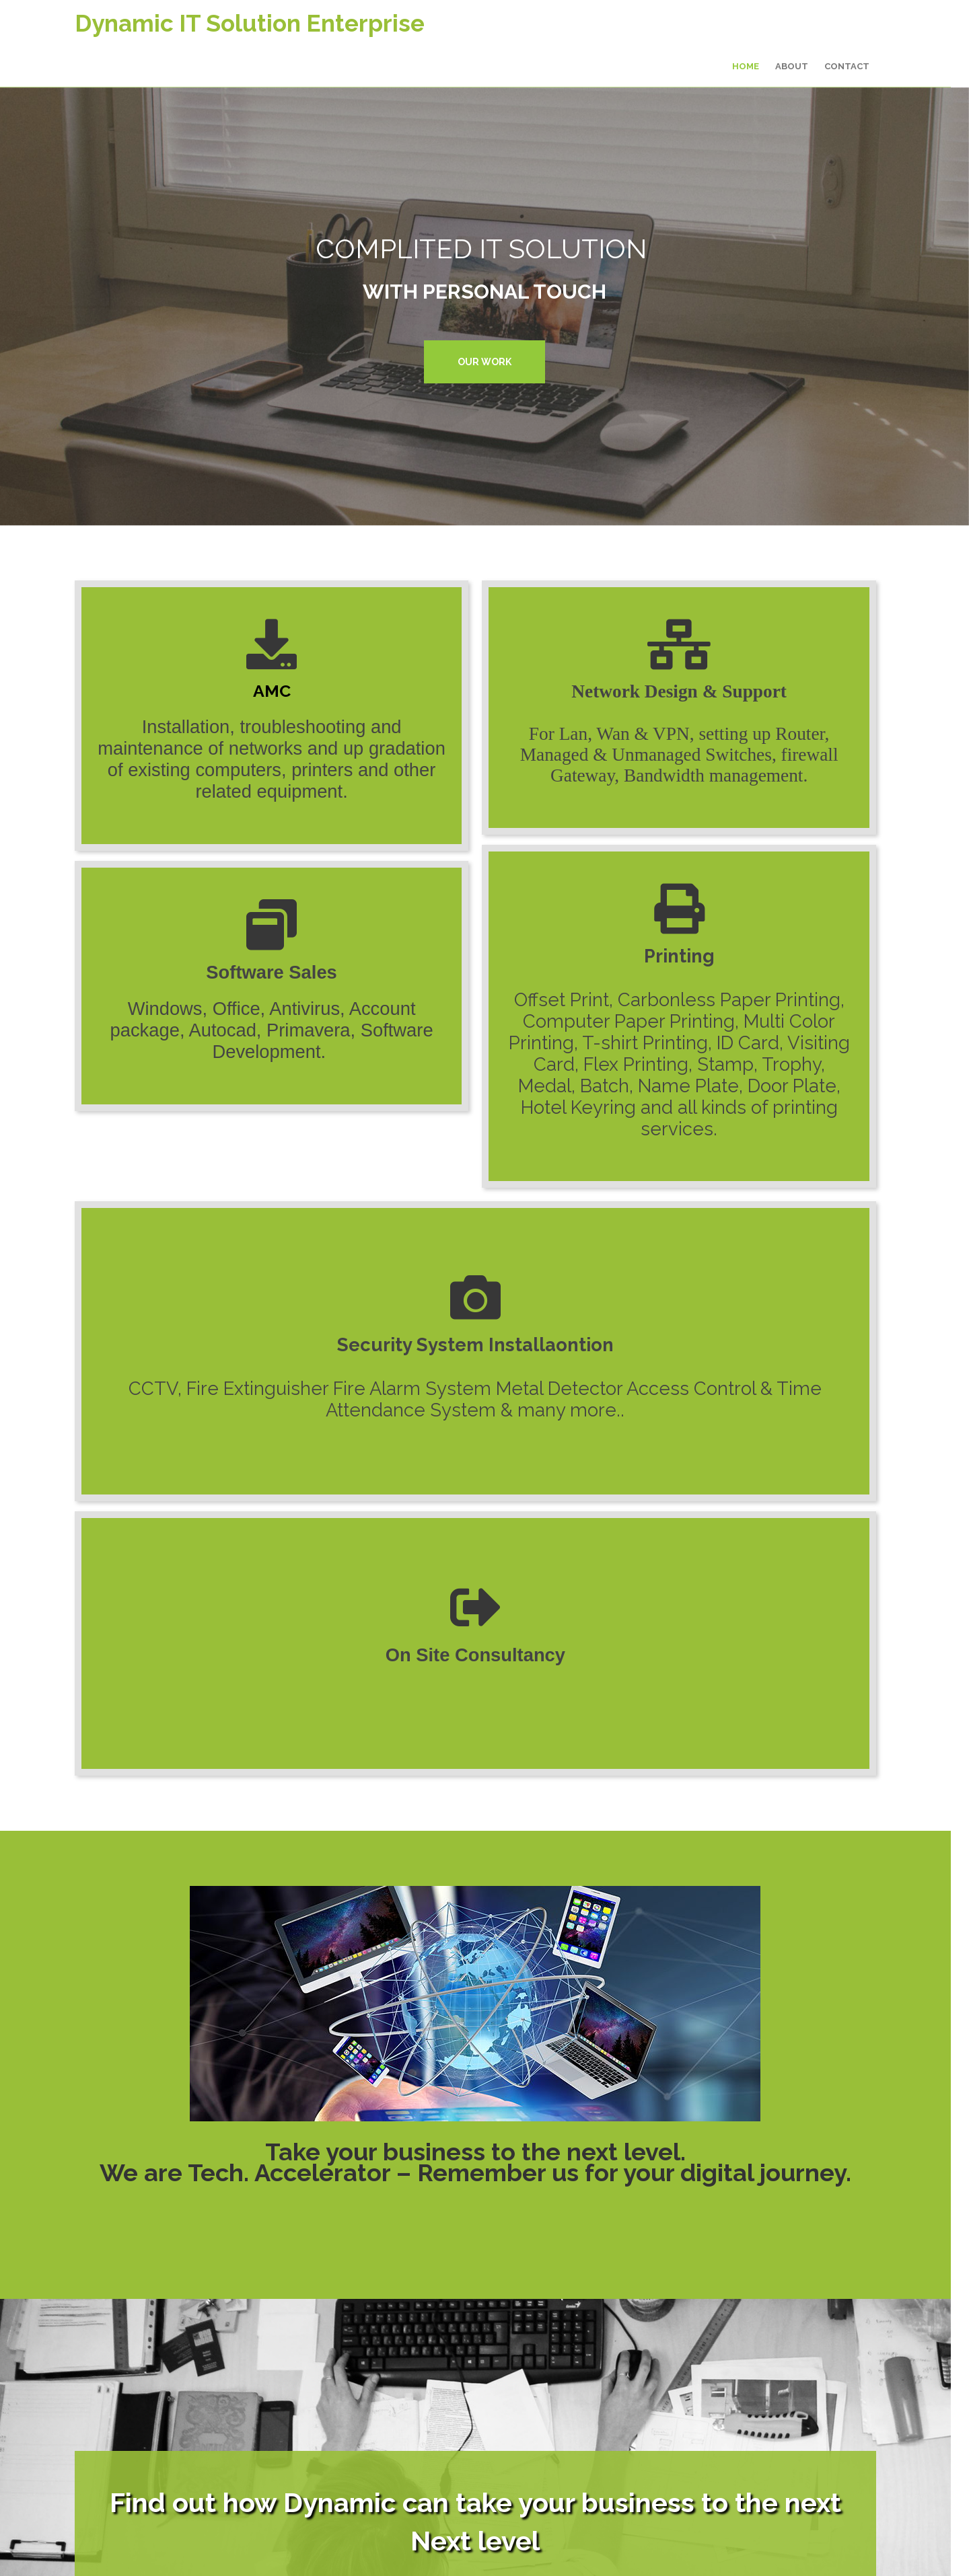 Dynamic IT Solution Enterprise
HOME ABOUT CONTACT
COMPLITED IT SOLUTION
WITH PERSONAL TOUCH
OUR WORK
AMC
Installation, troubleshooting and
maintenance of networks and up gradation
of existing computers, printers and other
related equipment.
Network Design & Support
For Lan, Wan & VPN, setting up Router,
Managed & Unmanaged Switches, firewall
Gateway, Bandwidth management.
Software Sales
Windows, Office, Antivirus, Account
package, Autocad, Primavera, Software
Development.
Printing
Offset Print, Carbonless Paper Printing,
Computer Paper Printing, Multi Color
Printing, T-shirt Printing, ID Card, Visiting
Card, Flex Printing, Stamp, Trophy,
Medal, Batch, Name Plate, Door Plate,
Hotel Keyring and all kinds of printing
services.
Security System Installaontion
CCTV, Fire Extinguisher Fire Alarm System Metal Detector Access Control & Time
Attendance System & many more..
On Site Consultancy
Take your business to the next level.
We are Tech. Accelerator – Remember us for your digital journey.
Find out how Dynamic can take your business to the next
Next level